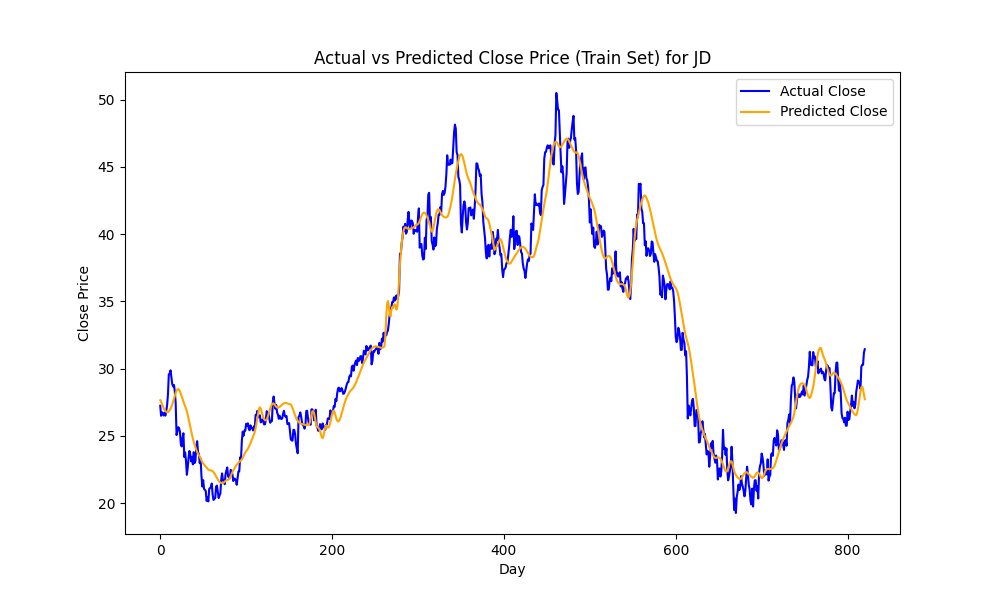 Actual vs Predicted Close Price (Train Set) for JD
Actual Close
Predicted Close
Close Price
50
45
40
35
30
25
20
0 200 400 600 800
Day